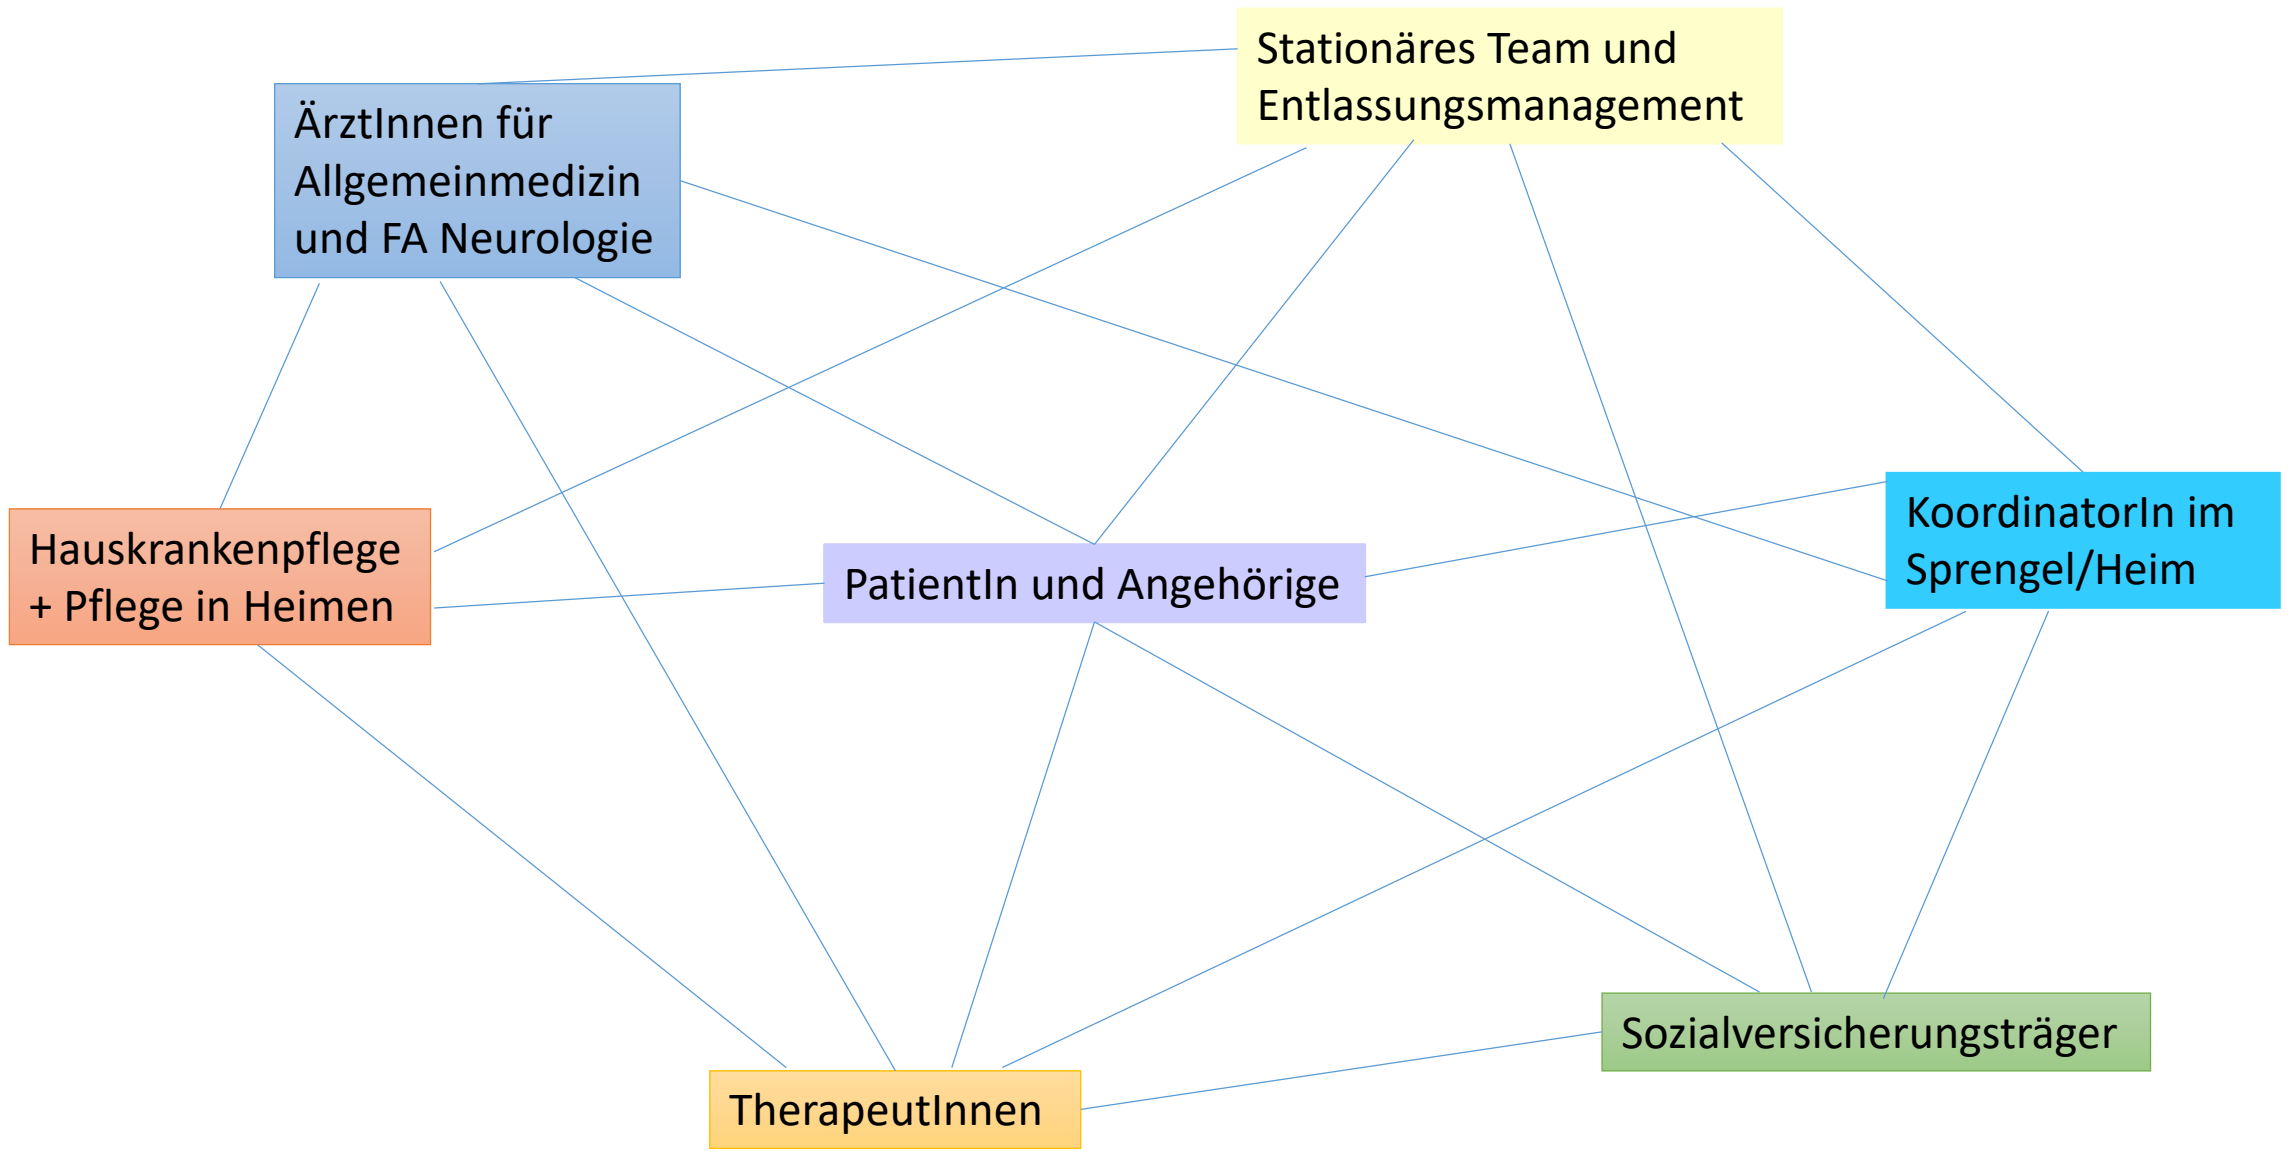 Stationäres Team und
Entlassungsmanagement
ÄrztInnen für
Allgemeinmedizin
und FA Neurologie
KoordinatorIn im
Sprengel/Heim
Hauskrankenpflege
+ Pflege in Heimen
PatientIn und Angehörige
Sozialversicherungsträger
TherapeutInnen